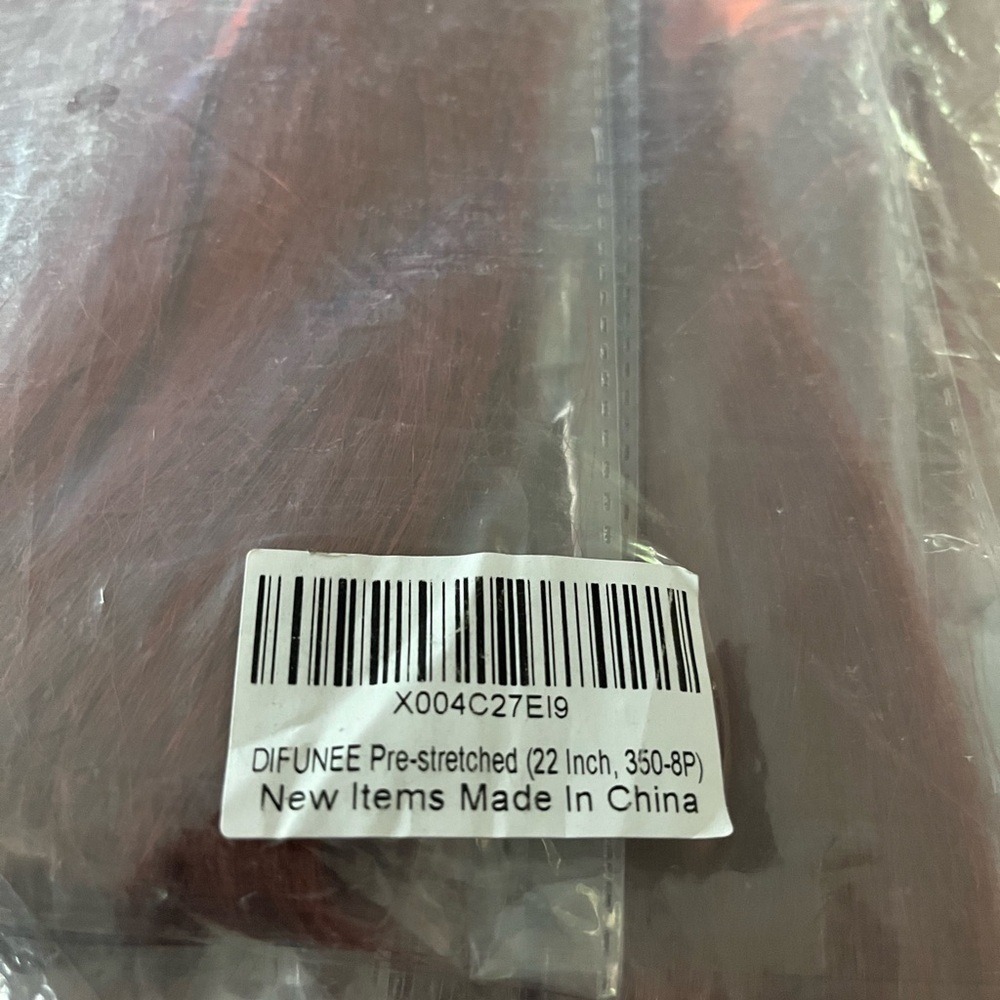 X004C27EI9
DIFUNEE Pre-stretched (22 Inch, 350-8P)
New Items Made In China